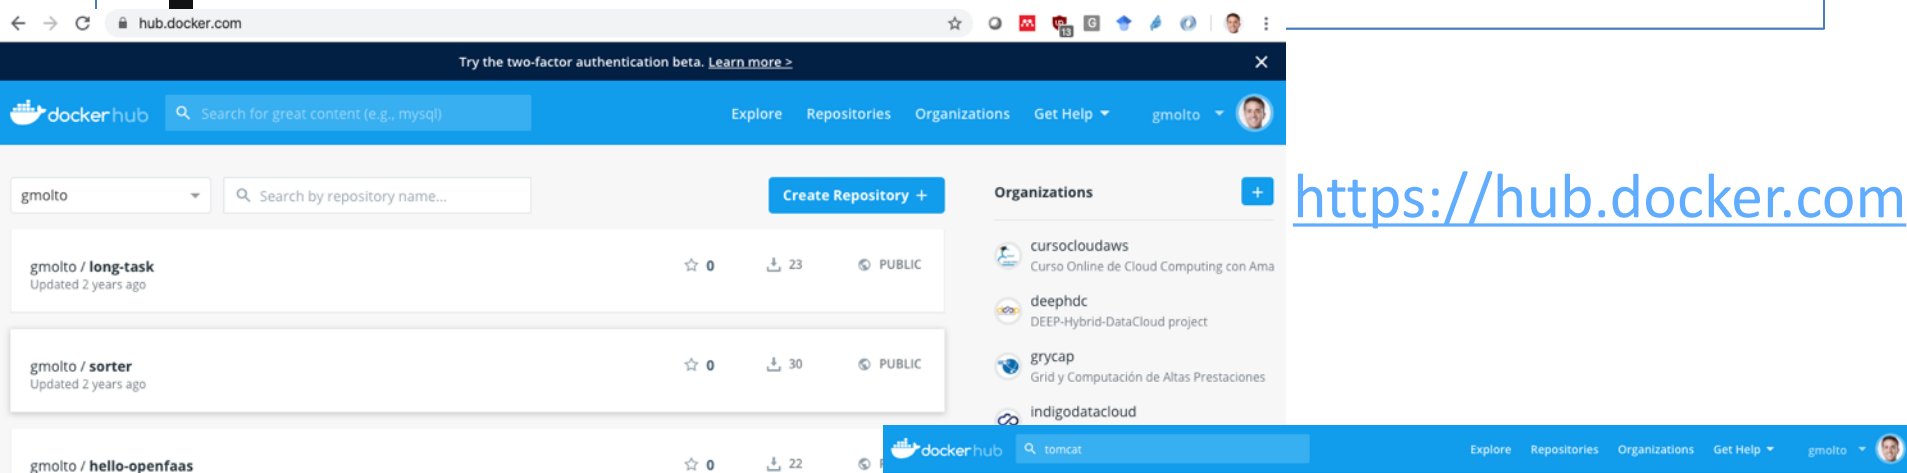 hub.docker.com
13
G
Try the two-factor authentication beta. Learn more >
dockerhub
Search for great content (e.g., mysql)
Explore
Repositories
Organizations
Get Help
gmolto
gmolto
Search by repository name...
Create Repository +
Organizations
+
https://hub.docker.com
gmolto / long-task
Updated 2 years ago
0
23
PUBLIC
cursocloudaws
Curso Online de Cloud Computing con Ama
deephdc
DEEP-Hybrid-DataCloud project
gmolto / sorter
Updated 2 years ago
0
30
PUBLIC
grycap
Grid y Computación de Altas Prestaciones
indigodatacloud
gmolto / hello-openfaas
0
22
dockerhub
tomcat
Explore
Repositories
Organizations
Get Help
gmolto